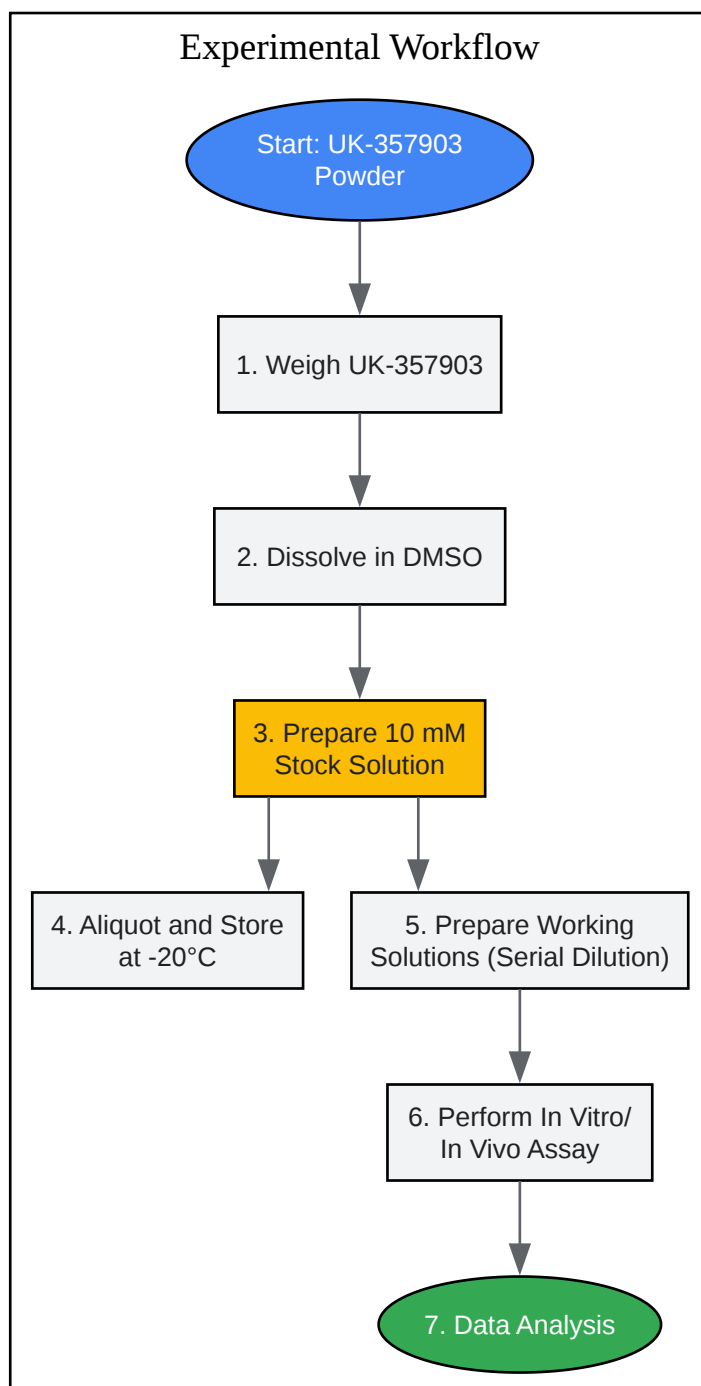 Experimental Workflow
Start: UK-357903
Powder
1. Weigh UK-357903
2. Dissolve in DMSO
3. Prepare 10 mM
Stock Solution
4. Aliquot and Store
at -20°C
5. Prepare Working
Solutions (Serial Dilution)
6. Perform In Vitro/
In Vivo Assay
7. Data Analysis